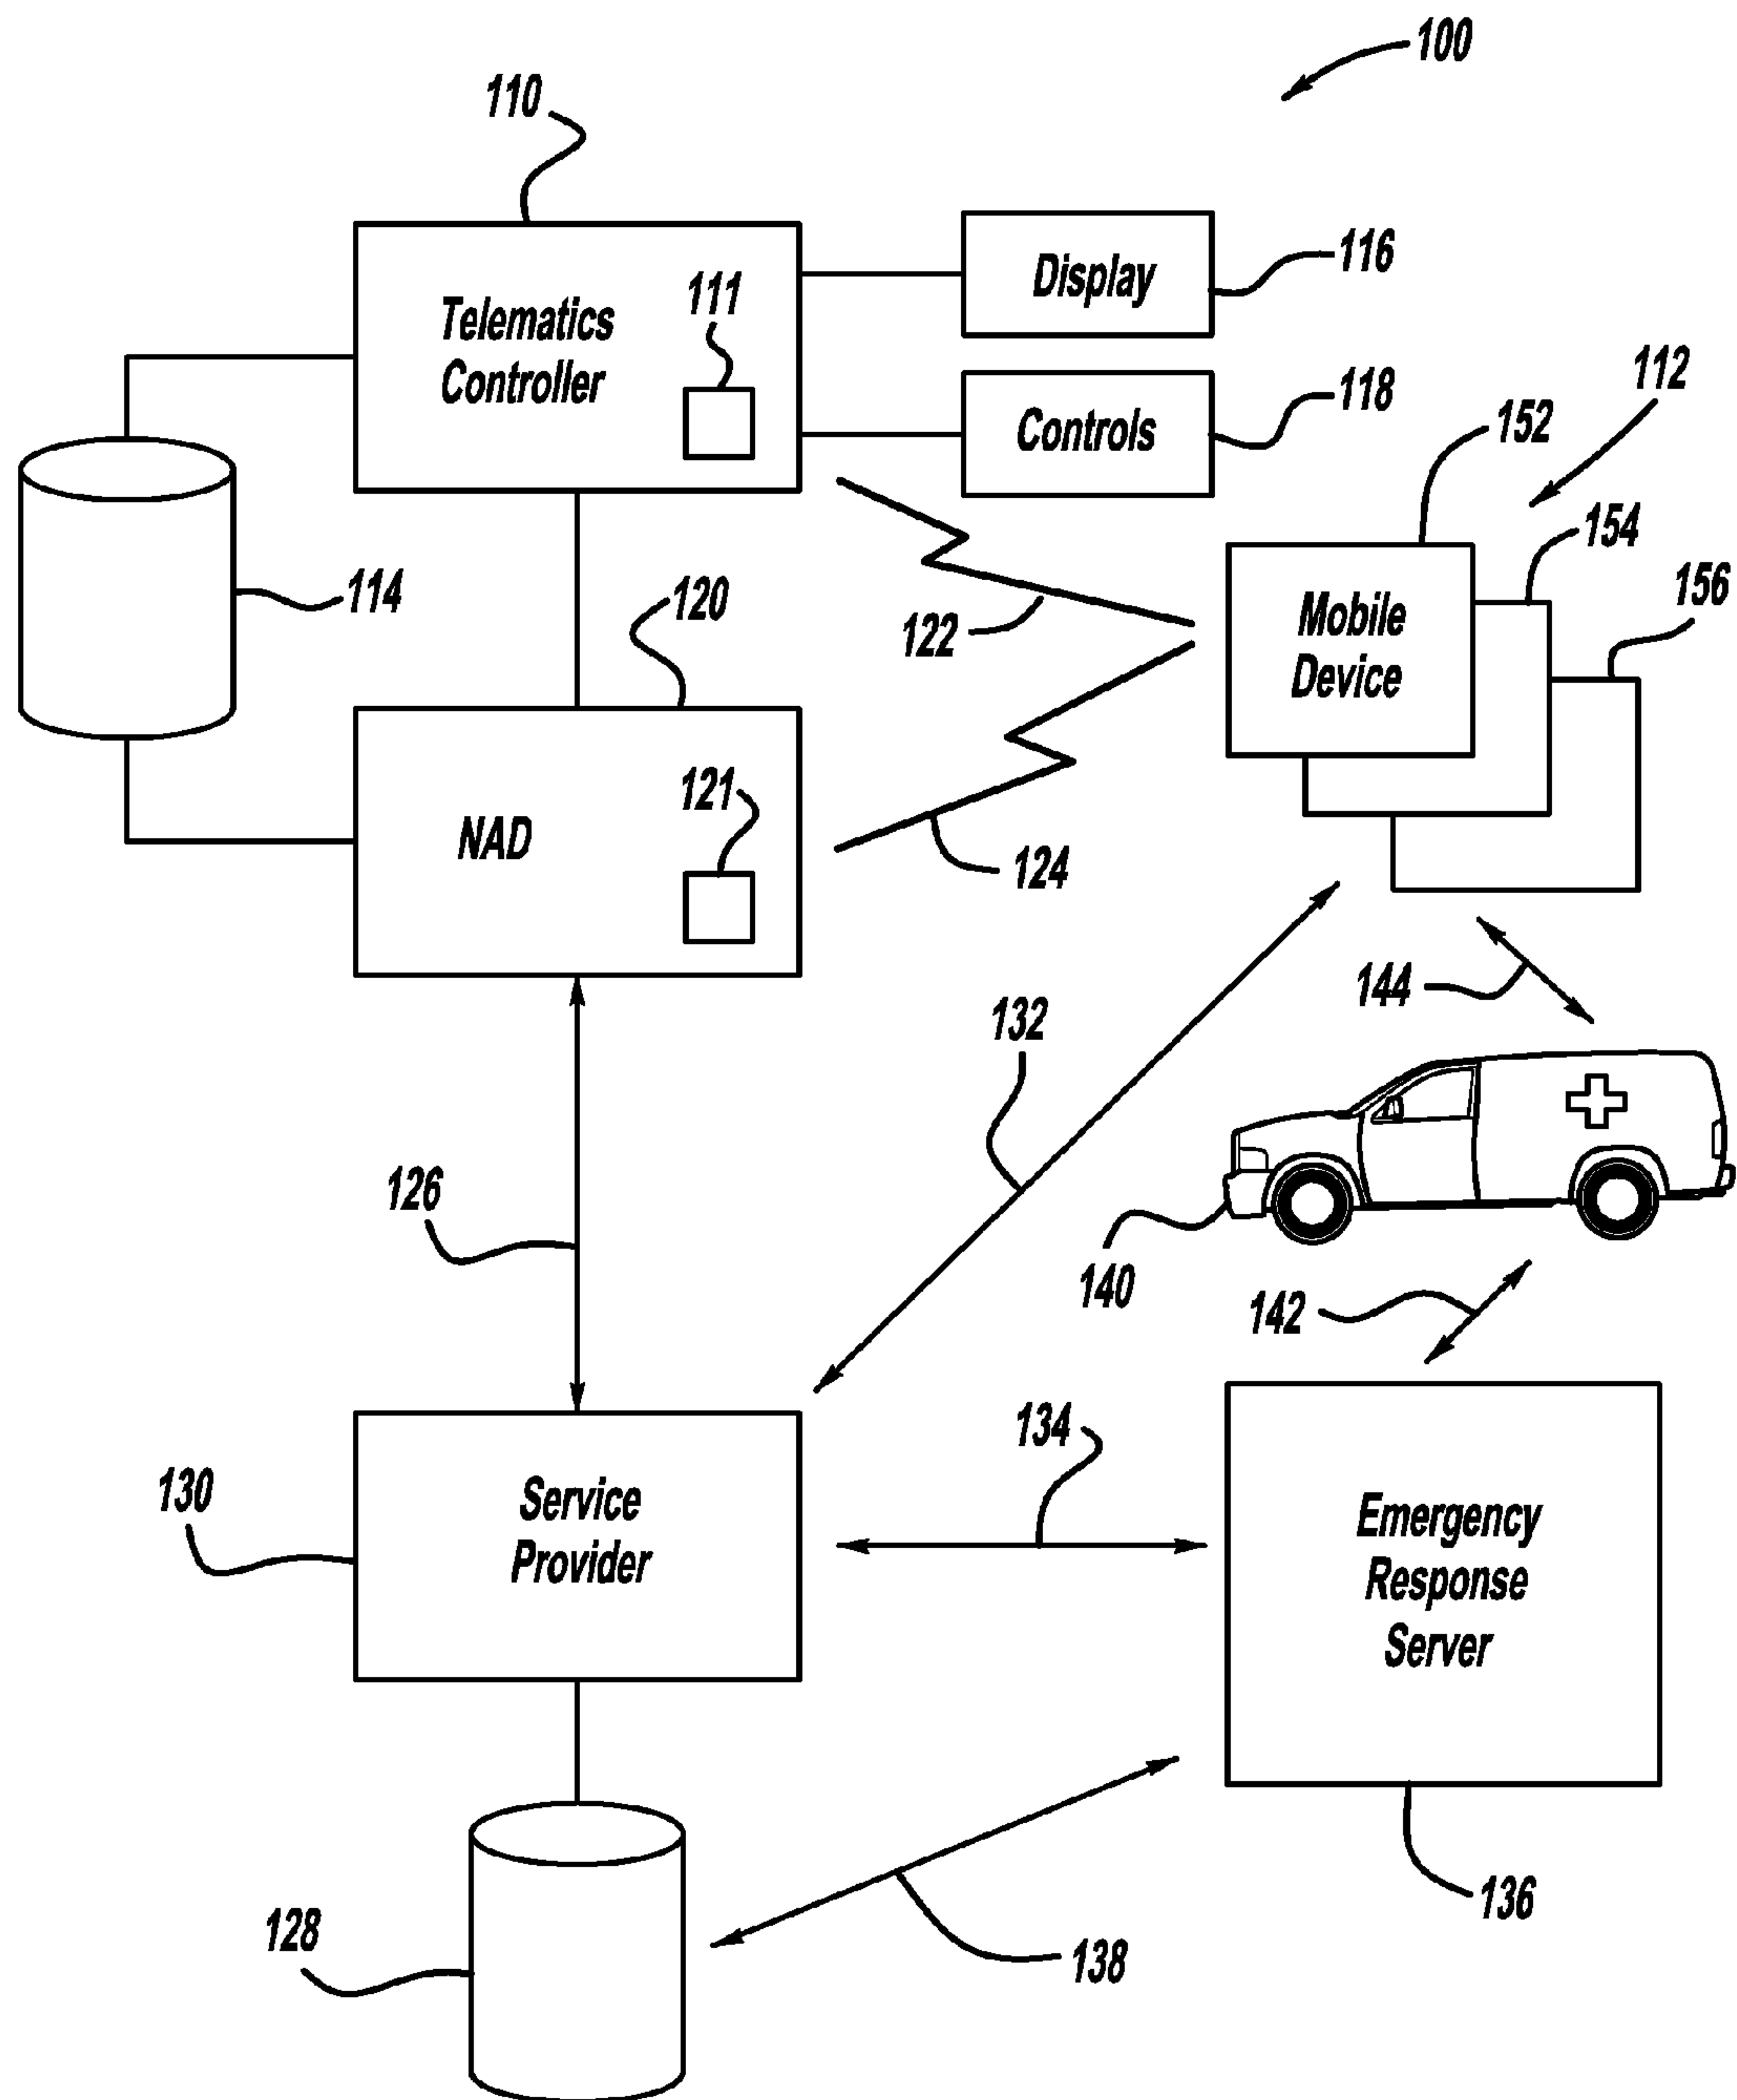 100
110
Display
116
111
Telematics
Controller
112
118
Controls
152
154
114
120
156
122
Mobile
Device
121
NAD
124
144
132
126
140
142
134
130
Service
Provider
Emergency
Response
Server
136
128
138